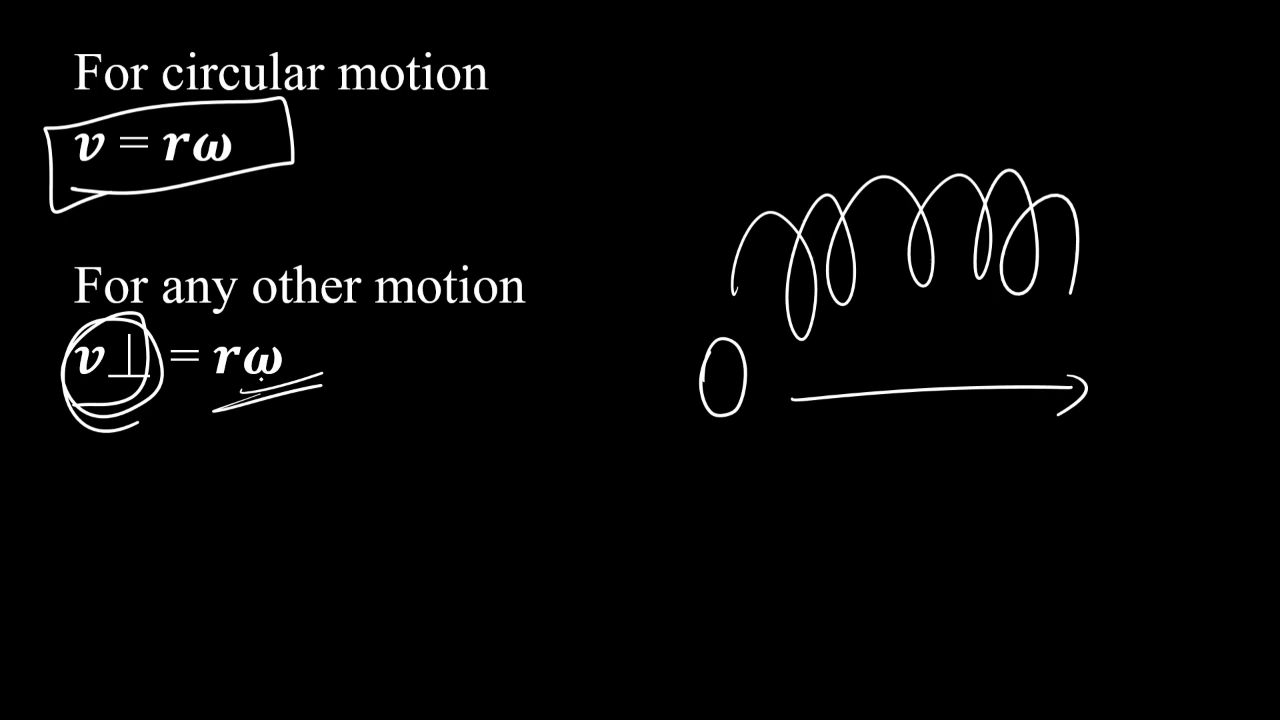 For circular motion
v = rω
For any other motion
v⊥ = rω